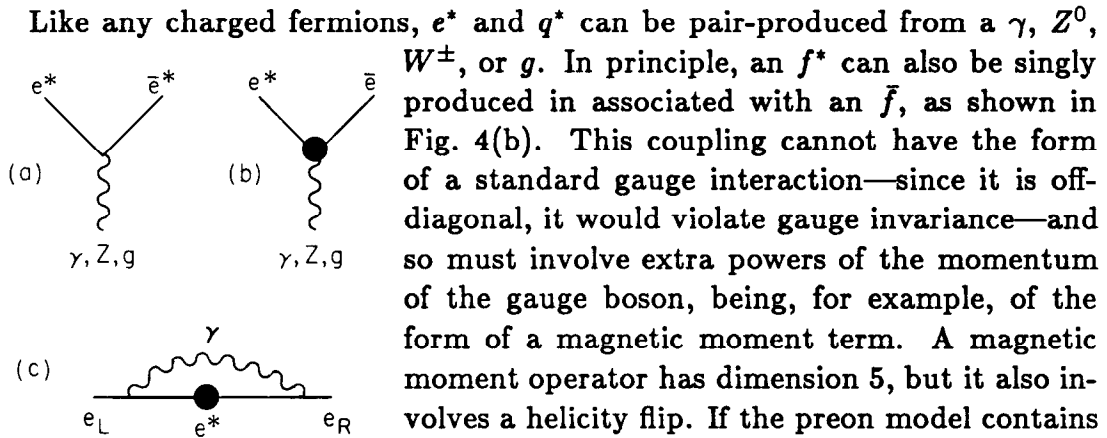 Like any charged fermions, e* and q* can be pair-produced from a γ, Z⁰,
W±, or g. In principle, an f* can also be singly
produced in associated with an f̄, as shown in
Fig. 4(b). This coupling cannot have the form
of a standard gauge interaction—since it is off-
diagonal, it would violate gauge invariance—and
so must involve extra powers of the momentum
of the gauge boson, being, for example, of the
form of a magnetic moment term. A magnetic
moment operator has dimension 5, but it also in-
volves a helicity flip. If the preon model contains
e* ē*
(a)
γ, Z, g
e* ē
(b)
γ, Z, g
γ
(c)
e_L e* e_R